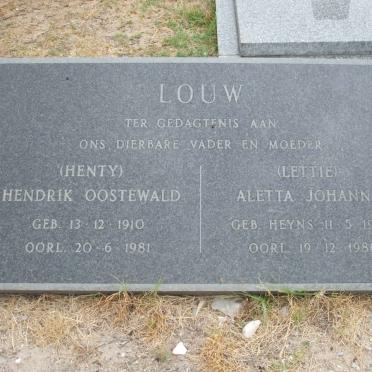 LOUW
TER GEDAGTENIS AAN
ONS DIERBARE VADER EN MOEDER
(HENTY)
HENDRIK OOSTEWALD
GEB. 13·12·1910
OORL. 20·6·1981
(LETTIE)
ALETTA JOHANN
GEB. HEYNS 11·5·19
OORL. 19·12·198